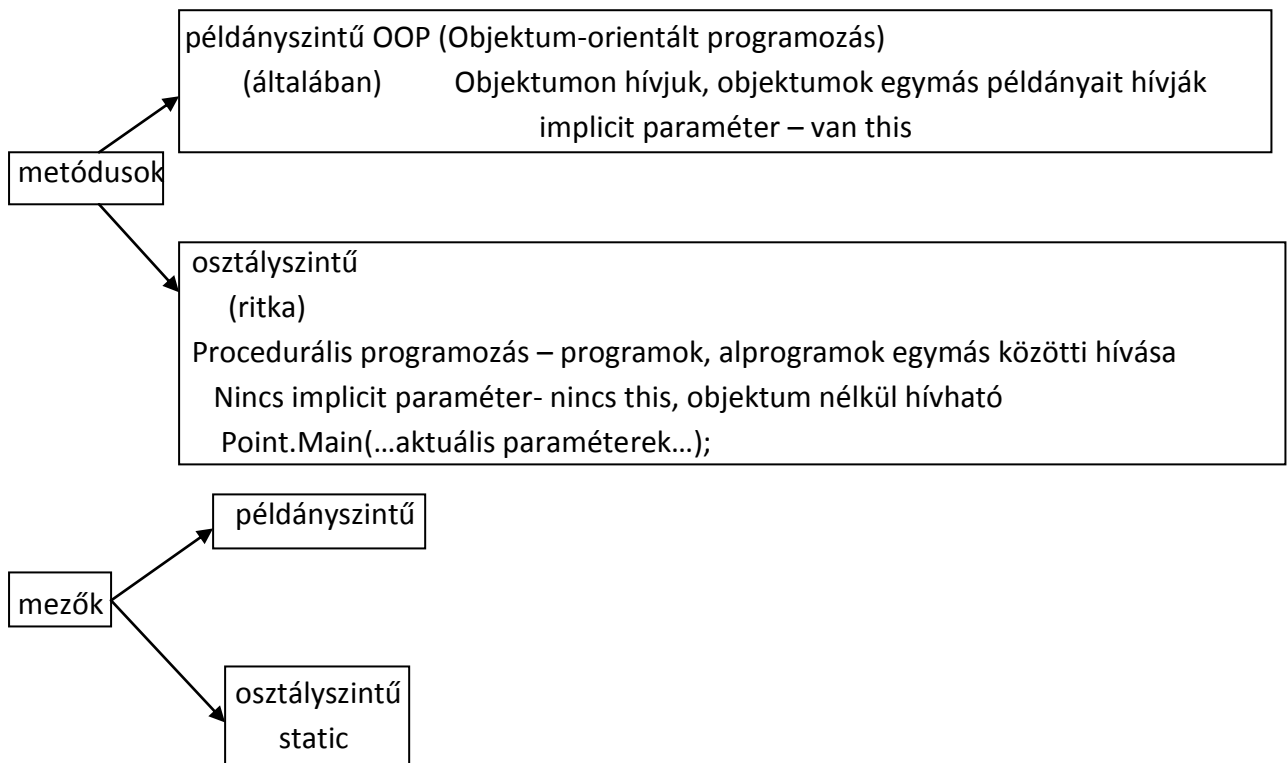 példányszintű OOP (Objektum-orientált programozás)
(általában) Objektumon hívjuk, objektumok egymás példányait hívják
implicit paraméter – van this
metódusok
osztályszintű
(ritka)
Procedurális programozás – programok, alprogramok egymás közötti hívása
Nincs implicit paraméter- nincs this, objektum nélkül hívható
Point.Main(…aktuális paraméterek…);
példányszintű
mezők
osztályszintű
static